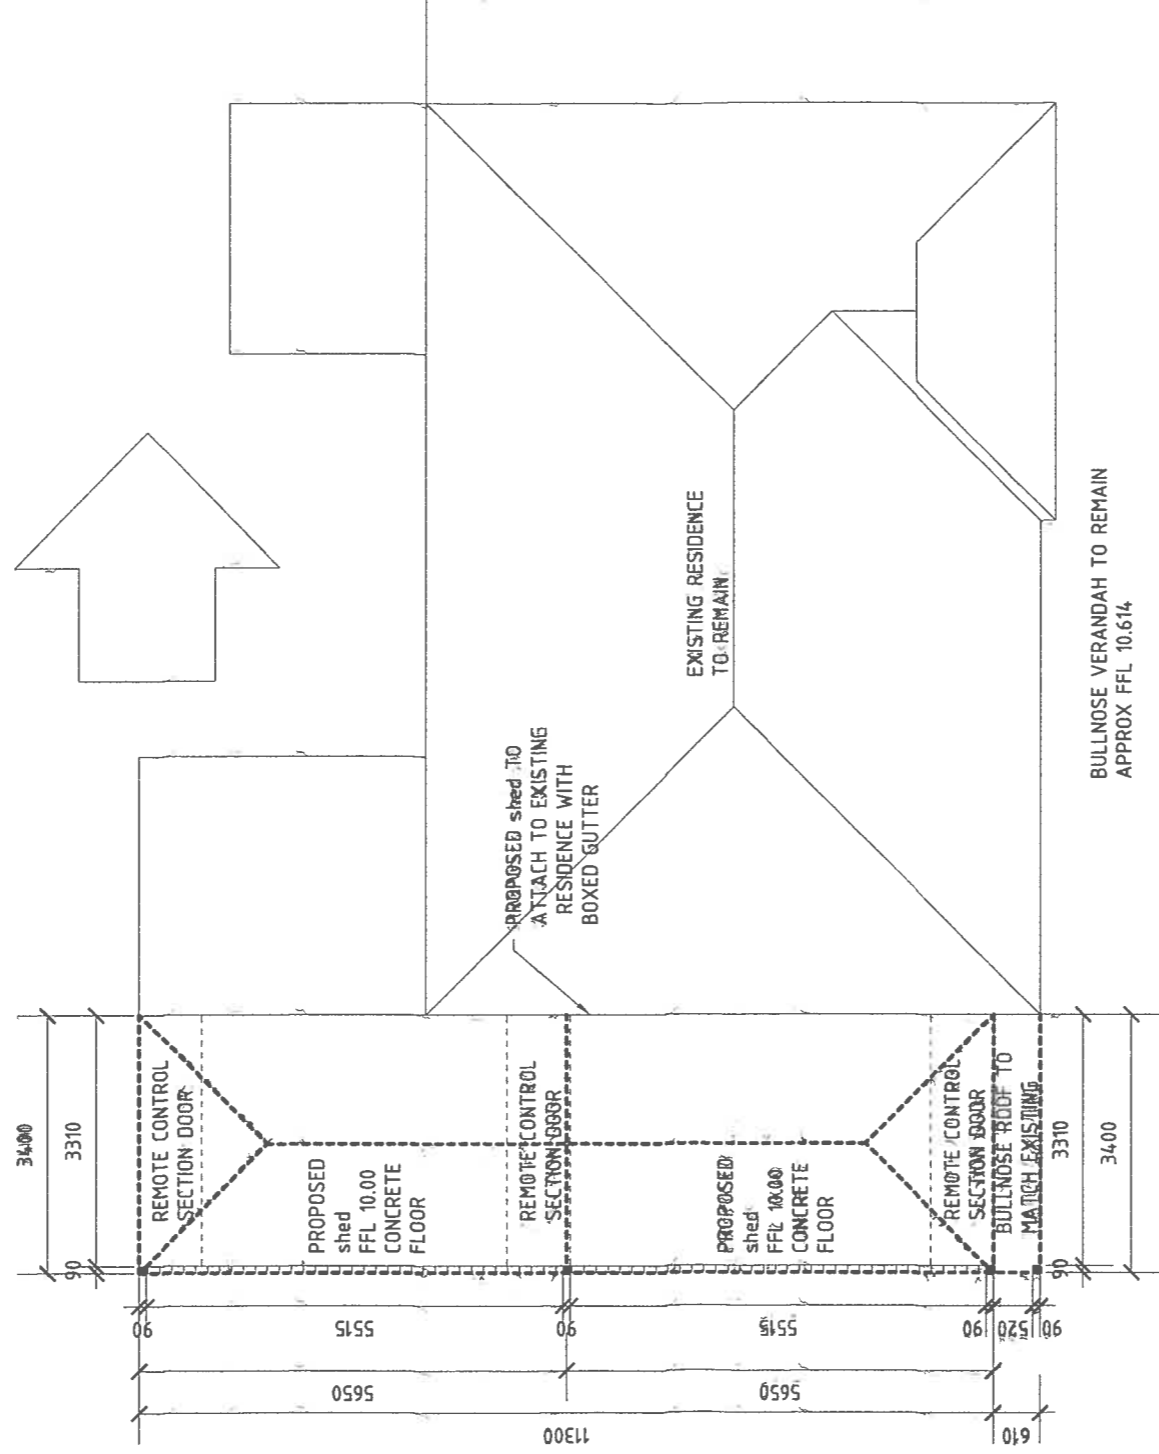 3400
3310
90
REMOTE CONTROL
SECTION DOOR
PROPOSED
shed
FFL 10.00
CONCRETE
FLOOR
REMOTE CONTROL
SECTION DOOR
PROPOSED
shed
FFL 10.00
CONCRETE
FLOOR
REMOTE CONTROL
SECTION DOOR
BULLNOSE ROOF TO
MATCH EXISTING
3310
90
3400
PROPOSED shed TO
ATTACH TO EXISTING
RESIDENCE WITH
BOXED GUTTER
EXISTING RESIDENCE
TO REMAIN
BULLNOSE VERANDAH TO REMAIN
APPROX FFL 10.614
90
5515
90
5515
90
520
90
5650
5650
11300
610